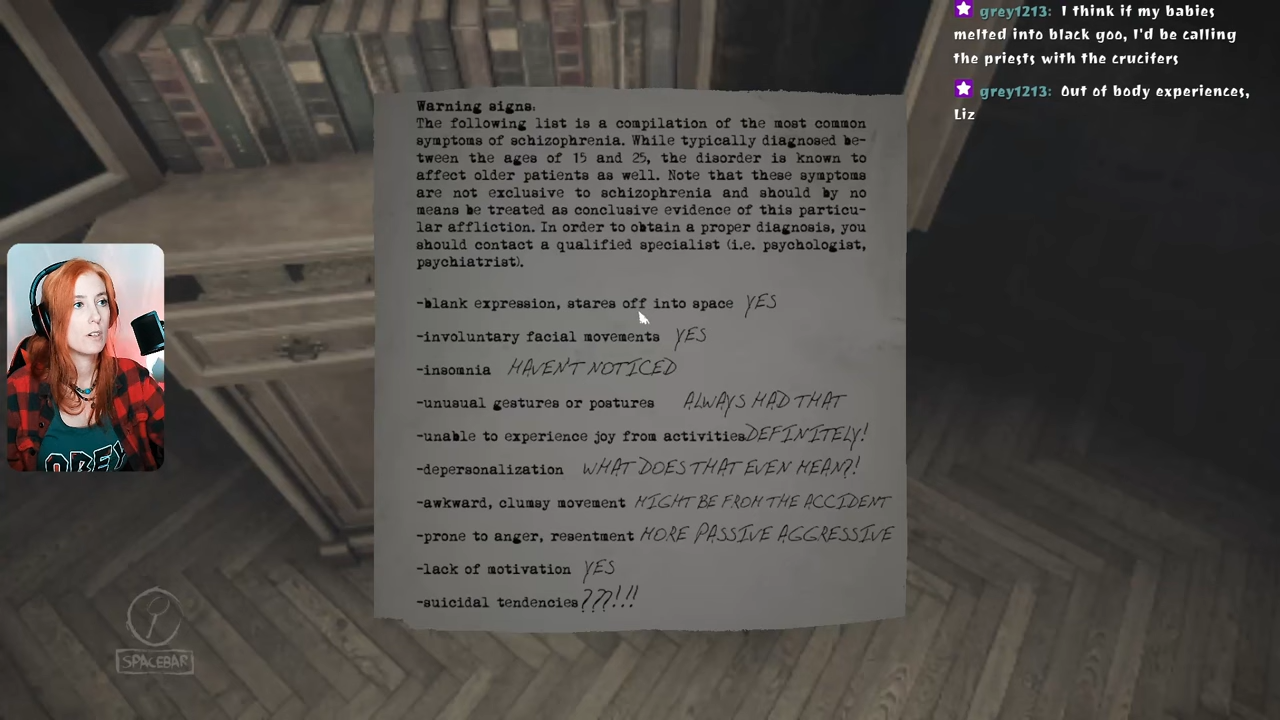 grey1213: I think if my babies
melted into black goo, I'd be calling
the priests with the crucifers
grey1213: Out of body experiences,
Liz
Warning signs:
The following list is a compilation of the most common
symptoms of schizophrenia. While typically diagnosed be-
tween the ages of 15 and 25, the disorder is known to
affect older patients as well. Note that these symptoms
are not exclusive to schizophrenia and should by no
means be treated as conclusive evidence of this particu-
lar affliction. In order to obtain a proper diagnosis, you
should contact a qualified specialist (i.e. psychologist,
psychiatrist).
-blank expression, stares off into space YES
-involuntary facial movements YES
-insomnia HAVEN'T NOTICED
-unusual gestures or postures ALWAYS HAD THAT
-unable to experience joy from activities DEFINITELY!
-depersonalization WHAT DOES THAT EVEN MEAN?!
-awkward, clumsy movement MIGHT BE FROM THE ACCIDENT
-prone to anger, resentment MORE PASSIVE AGGRESSIVE
-lack of motivation YES
-suicidal tendencies???!!!
OBEY
SPACEBAR